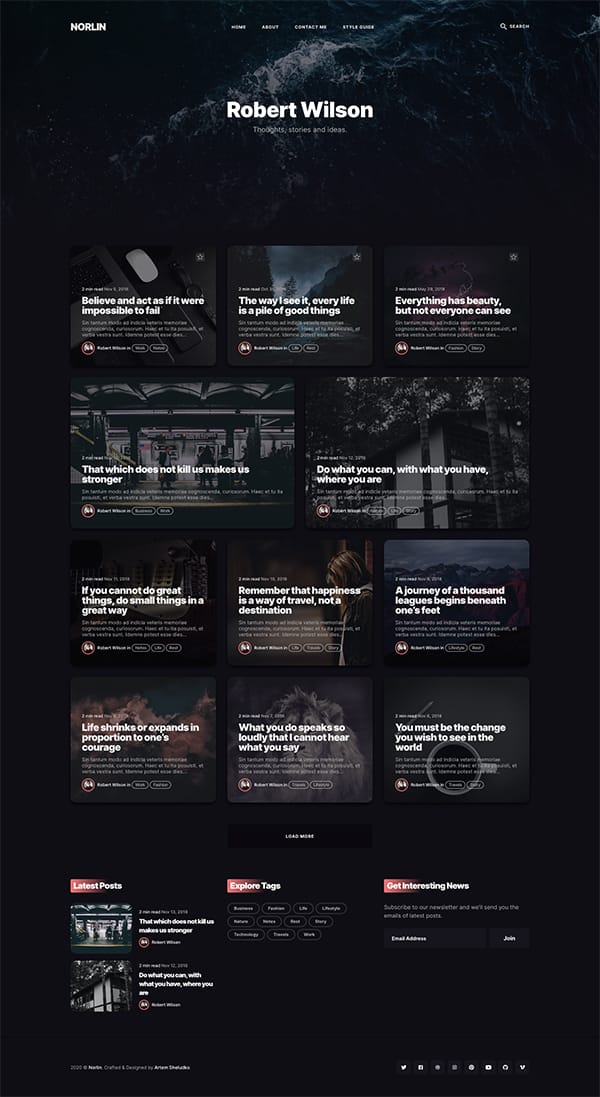 NORLIN
HOME ABOUT CONTACT ME STYLE GUIDE
SEARCH
Robert Wilson
Thoughts, stories and ideas.
2 min read Nov 5, 2018
Believe and act as if it were
impossible to fail
Sin tantum modo ad indicia veteris memoriae
cognoscenda, curiosorum. Haec et tu ita posuisti, et
verba vestra sunt. Idemne potest esse dies...
Robert Wilson in Work Notes
2 min read Oct
The way I see it, every life
is a pile of good things
Sin tantum modo ad indicia veteris memoriae
cognoscenda, curiosorum. Haec et tu ita posuisti, et
verba vestra sunt. Idemne potest esse dies...
Robert Wilson in Life Rest
2 min read May 29, 2018
Everything has beauty,
but not everyone can see
Sin tantum modo ad indicia veteris memoriae
cognoscenda, curiosorum. Haec et tu ita posuisti, et
verba vestra sunt. Idemne potest esse dies...
Robert Wilson in Fashion Story
2 min read
That which does not kill us makes us
stronger
Sin tantum modo ad indicia veteris memoriae cognoscenda, curiosorum. Haec et tu ita
posuisti, et verba vestra sunt. Idemne potest esse dies...
Robert Wilson in Business Work
2 min read Nov 12, 2018
Do what you can, with what you have,
where you are
Sin tantum modo ad indicia veteris memoriae cognoscenda, curiosorum. Haec et tu ita
posuisti, et verba vestra sunt. Idemne potest esse dies...
Robert Wilson in Nature Life Story
2 min read Nov 11, 2018
If you cannot do great
things, do small things in a
great way
Sin tantum modo ad indicia veteris memoriae
cognoscenda, curiosorum. Haec et tu ita posuisti, et
verba vestra sunt. Idemne potest esse dies...
Robert Wilson in Notes Life Rest
2 min read Nov 10, 2018
Remember that happiness
is a way of travel, not a
destination
Sin tantum modo ad indicia veteris memoriae
cognoscenda, curiosorum. Haec et tu ita posuisti, et
verba vestra sunt. Idemne potest esse dies...
Robert Wilson in Life Travels Story
2 min read Nov 8, 2018
A journey of a thousand
leagues begins beneath
one's feet
Sin tantum modo ad indicia veteris memoriae
cognoscenda, curiosorum. Haec et tu ita posuisti, et
verba vestra sunt. Idemne potest esse dies...
Robert Wilson in Lifestyle Rest
2 min read Nov
Life shrinks or expands in
proportion to one's
courage
Sin tantum modo ad indicia veteris memoriae
cognoscenda, curiosorum. Haec et tu ita posuisti, et
verba vestra sunt. Idemne potest esse dies...
Robert Wilson in Work Fashion
2 min read Nov 7, 2018
What you do speaks so
loudly that I cannot hear
what you say
Sin tantum modo ad indicia veteris memoriae
cognoscenda, curiosorum. Haec et tu ita posuisti, et
verba vestra sunt. Idemne potest esse dies...
Robert Wilson in Travels Lifestyle
2 min read Nov 6, 2018
You must be the change
you wish to see in the
world
Sin tantum modo ad indicia veteris memoriae
cognoscenda, curiosorum. Haec et tu ita posuisti, et
verba vestra sunt. Idemne potest esse dies...
Robert Wilson in Travels Story
LOAD MORE
Latest Posts
2 min read Nov 13, 2018
That which does not kill us
makes us stronger
Robert Wilson
2 min read Nov 12, 2018
Do what you can, with
what you have, where you
are
Robert Wilson
Explore Tags
Business Fashion Life Lifestyle
Nature Notes Rest Story
Technology Travels Work
Get Interesting News
Subscribe to our newsletter and we'll send you the
emails of latest posts.
Email Address Join
2020 © Norlin. Crafted & Designed by Artem Sheludko